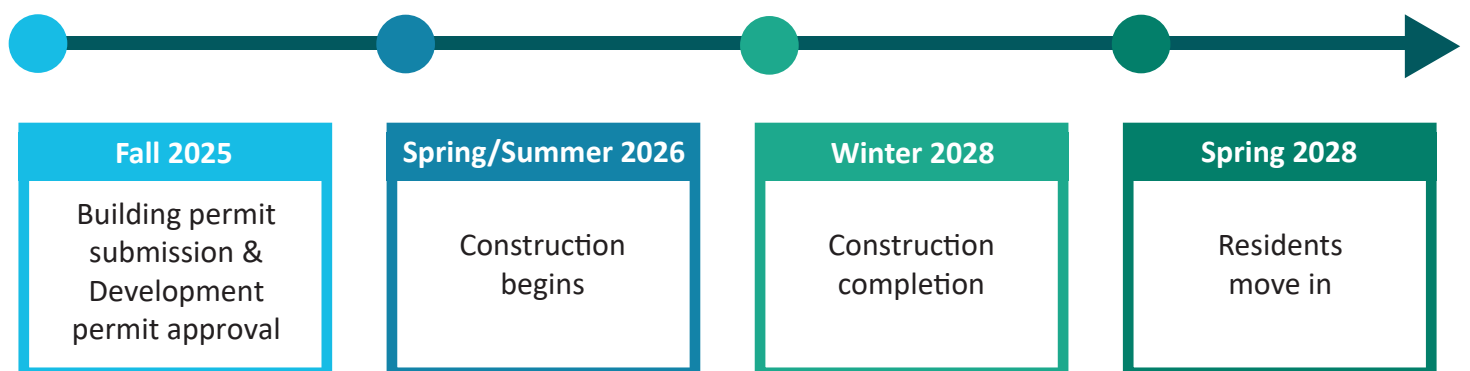 Fall 2025
Building permit
submission &
Development
permit approval
Spring/Summer 2026
Construction
begins
Winter 2028
Construction
completion
Spring 2028
Residents
move in